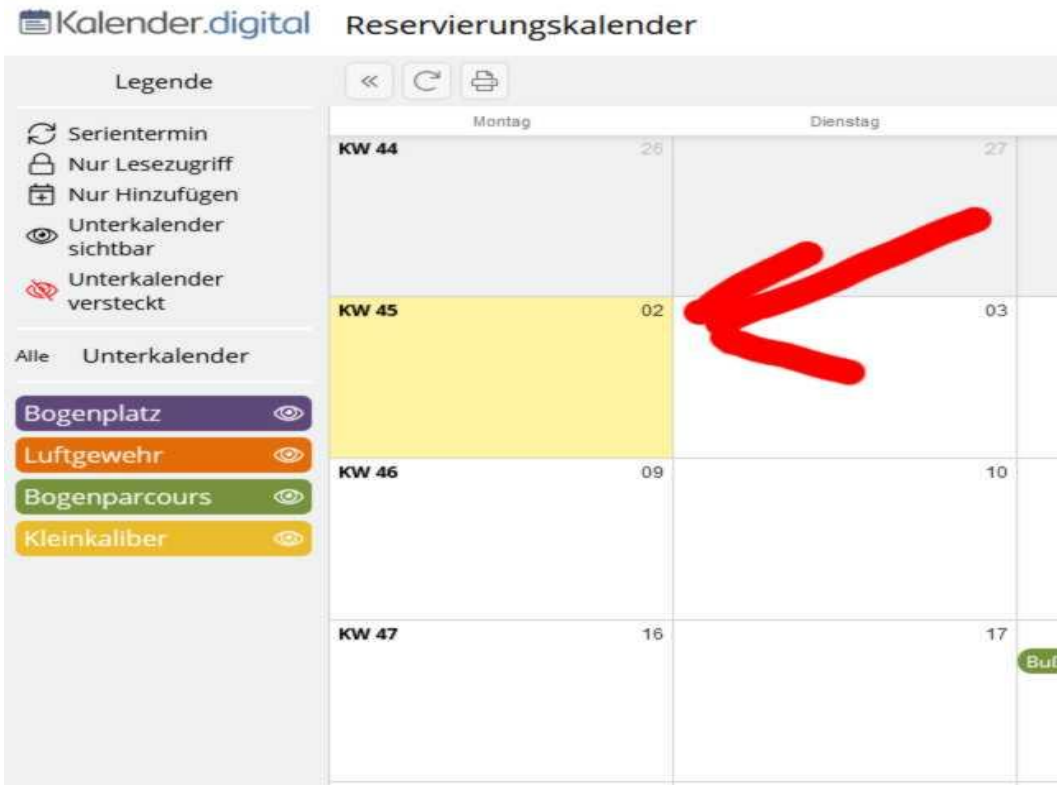 Kalender.digital Reservierungskalender
Legende
Serientermin
Nur Lesezugriff
Nur Hinzufügen
Unterkalender
sichtbar
Unterkalender
versteckt
Alle Unterkalender
Bogenplatz
Luftgewehr
Bogenparcours
Kleinkaliber
Montag Dienstag
KW 44 26 27
KW 45 02 03
KW 46 09 10
KW 47 16 17